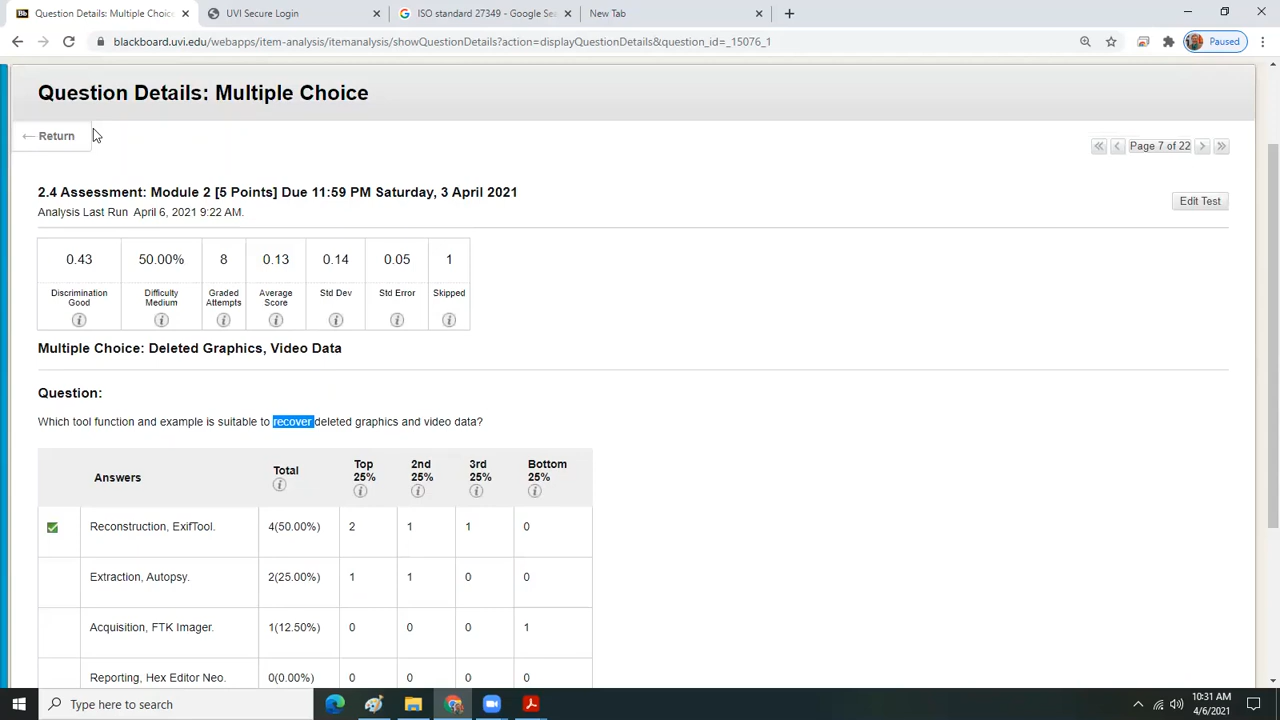 Question Details: Multiple Choice
UVI Secure Login
ISO standard 27349 - Google Sea
New Tab
blackboard.uvi.edu/webapps/item-analysis/itemanalysis/showQuestionDetails?action=displayQuestionDetails&question_id=_15076_1
Paused
Question Details: Multiple Choice
Return
Page 7 of 22
2.4 Assessment: Module 2 [5 Points] Due 11:59 PM Saturday, 3 April 2021
Edit Test
Analysis Last Run April 6, 2021 9:22 AM.
0.43 50.00% 8 0.13 0.14 0.05 1
Discrimination Difficulty Graded Average Std Dev Std Error Skipped
Good Medium Attempts Score
Multiple Choice: Deleted Graphics, Video Data
Question:
Which tool function and example is suitable to recover deleted graphics and video data?
Answers Total Top 25% 2nd 25% 3rd 25% Bottom 25%
Reconstruction, ExifTool. 4(50.00%) 2 1 1 0
Extraction, Autopsy. 2(25.00%) 1 1 0 0
Acquisition, FTK Imager. 1(12.50%) 0 0 0 1
Reporting, Hex Editor Neo. 0(0.00%) 0 0 0 0
Type here to search
10:31 AM
4/6/2021